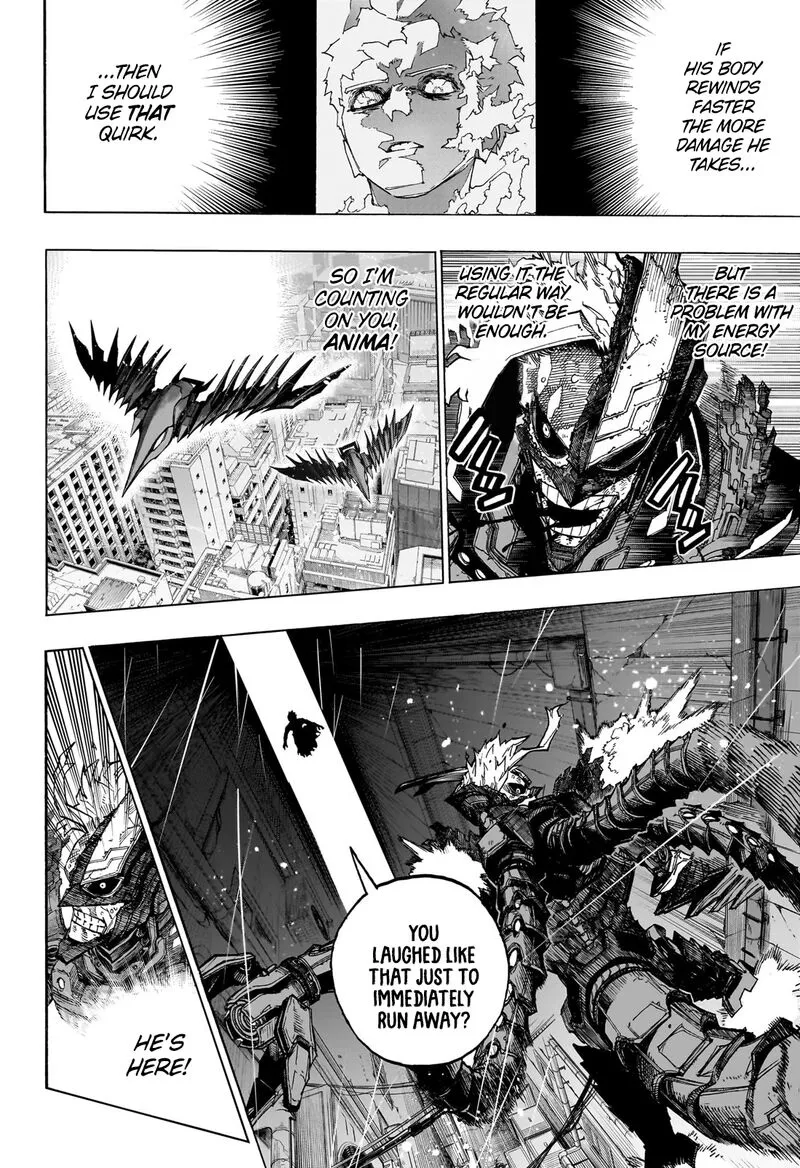 IF
HIS BODY
REWINDS
FASTER
THE MORE
DAMAGE HE
TAKES...
...THEN
I SHOULD
USE THAT
QUIRK.
BUT
THERE IS A
PROBLEM WITH
MY ENERGY
SOURCE!
USING IT THE
REGULAR WAY
WOULDN'T BE
ENOUGH.
SO I'M
COUNTING
ON YOU,
ANIMA!
YOU
LAUGHED LIKE
THAT JUST TO
IMMEDIATELY
RUN AWAY?
HE'S
HERE!